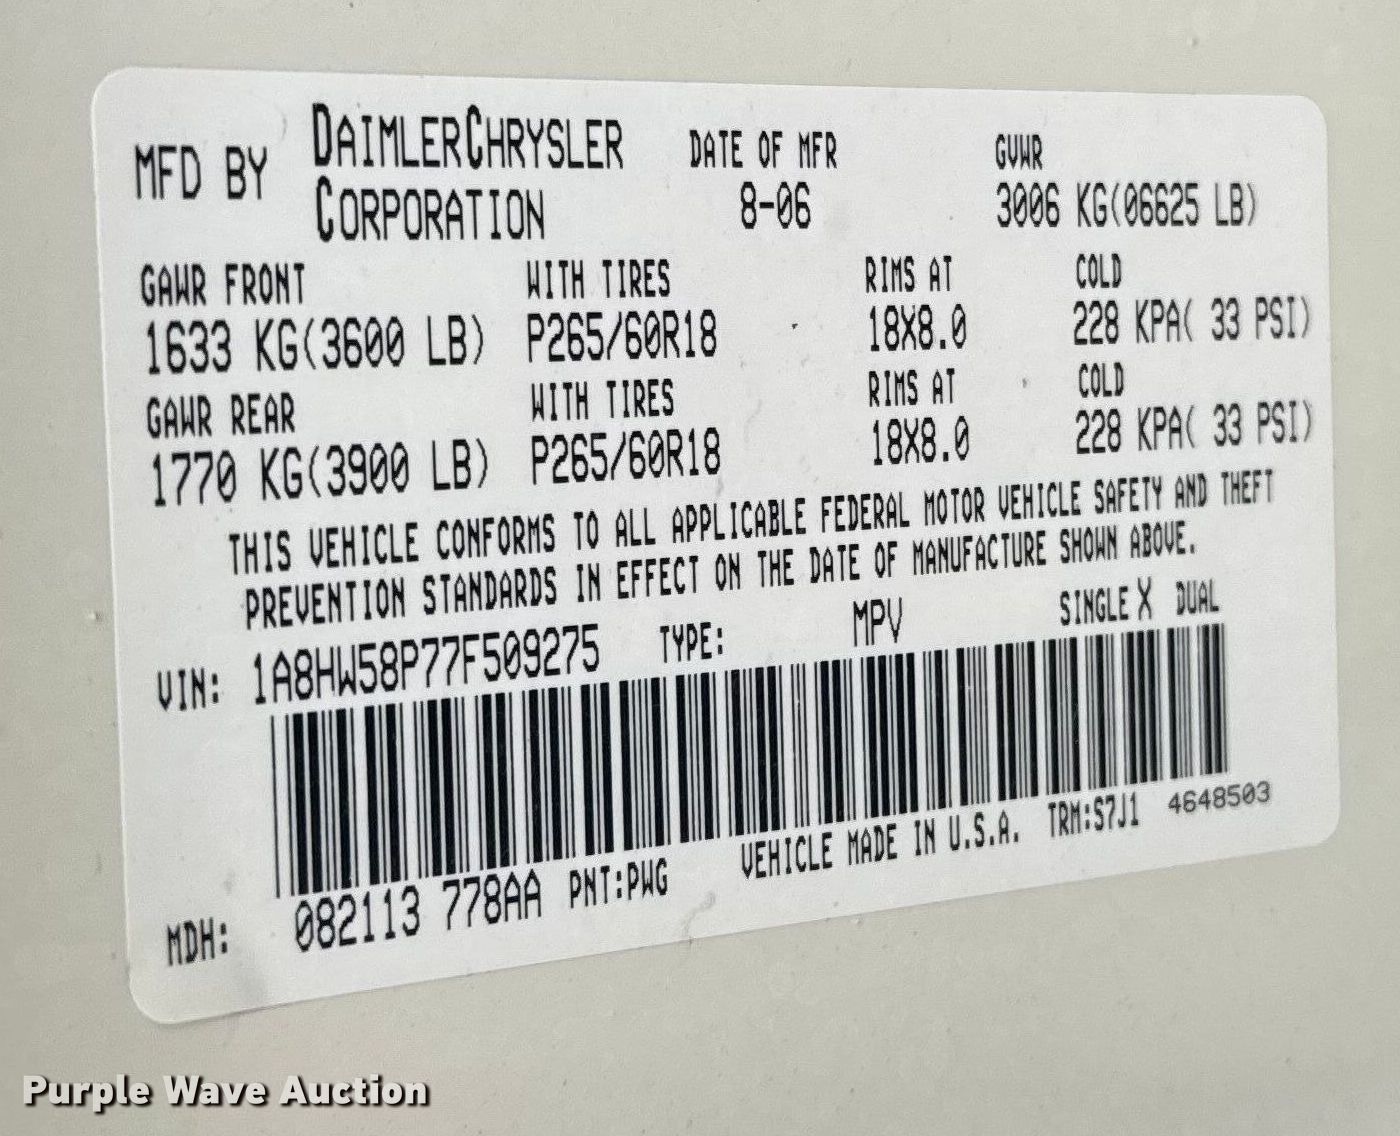 MFD BY DAIMLERCHRYSLER CORPORATION DATE OF MFR 8-06 GVWR 3006 KG(06625 LB)
GAWR FRONT WITH TIRES RIMS AT COLD
1633 KG(3600 LB) P265/60R18 18X8.0 228 KPA( 33 PSI)
GAWR REAR WITH TIRES RIMS AT COLD
1770 KG(3900 LB) P265/60R18 18X8.0 228 KPA( 33 PSI)
THIS VEHICLE CONFORMS TO ALL APPLICABLE FEDERAL MOTOR VEHICLE SAFETY AND THEFT
PREVENTION STANDARDS IN EFFECT ON THE DATE OF MANUFACTURE SHOWN ABOVE.
VIN: 1A8HW58P77F509275 TYPE: MPV SINGLE X DUAL
MDH: 082113 778AA PNT:PWG VEHICLE MADE IN U.S.A. TRM:S7J1 4648503
Purple Wave Auction